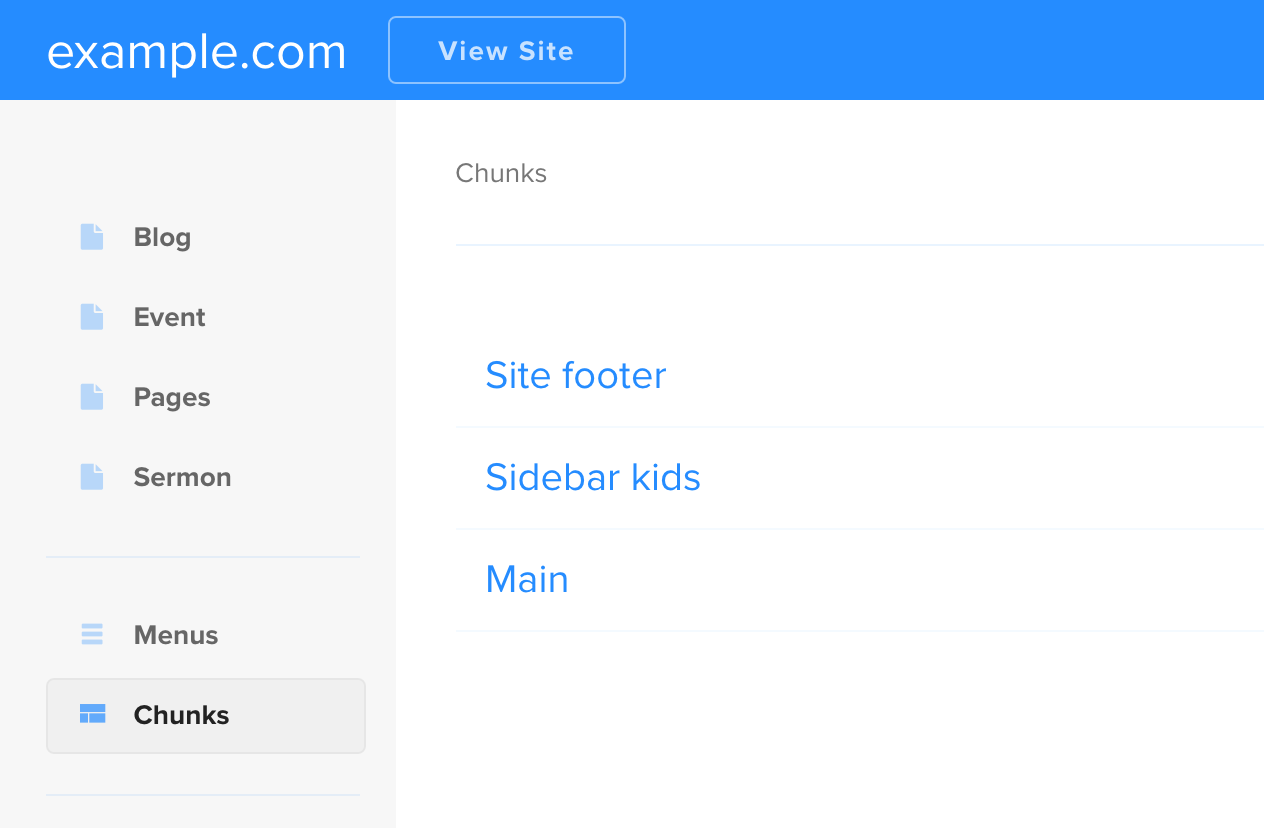 example.com
View Site
Blog
Event
Pages
Sermon
Menus
Chunks
Chunks
Site footer
Sidebar kids
Main